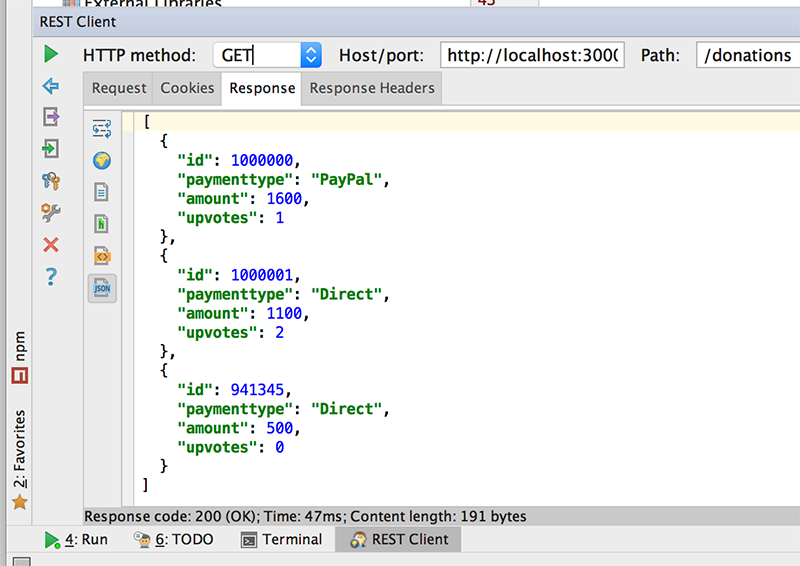 External Libraries
43
REST Client
HTTP method: GET Host/port: http://localhost:300 Path: /donations
Request Cookies Response Response Headers
[
{
"id": 1000000,
"paymenttype": "PayPal",
"amount": 1600,
"upvotes": 1
},
{
"id": 1000001,
"paymenttype": "Direct",
"amount": 1100,
"upvotes": 2
},
{
"id": 941345,
"paymenttype": "Direct",
"amount": 500,
"upvotes": 0
}
]
JSON
npm
2: Favorites
Response code: 200 (OK); Time: 47ms; Content length: 191 bytes
4: Run 6: TODO Terminal REST Client